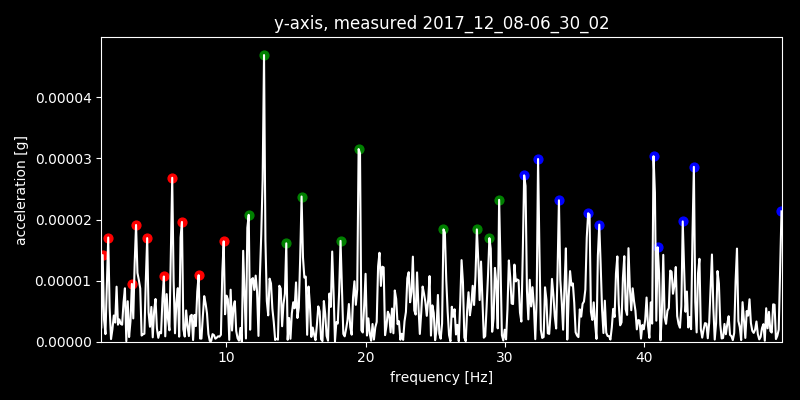 y-axis, measured 2017_12_08-06_30_02
0.00004
0.00003
0.00002
0.00001
0.00000
acceleration [g]
10 20 30 40
frequency [Hz]